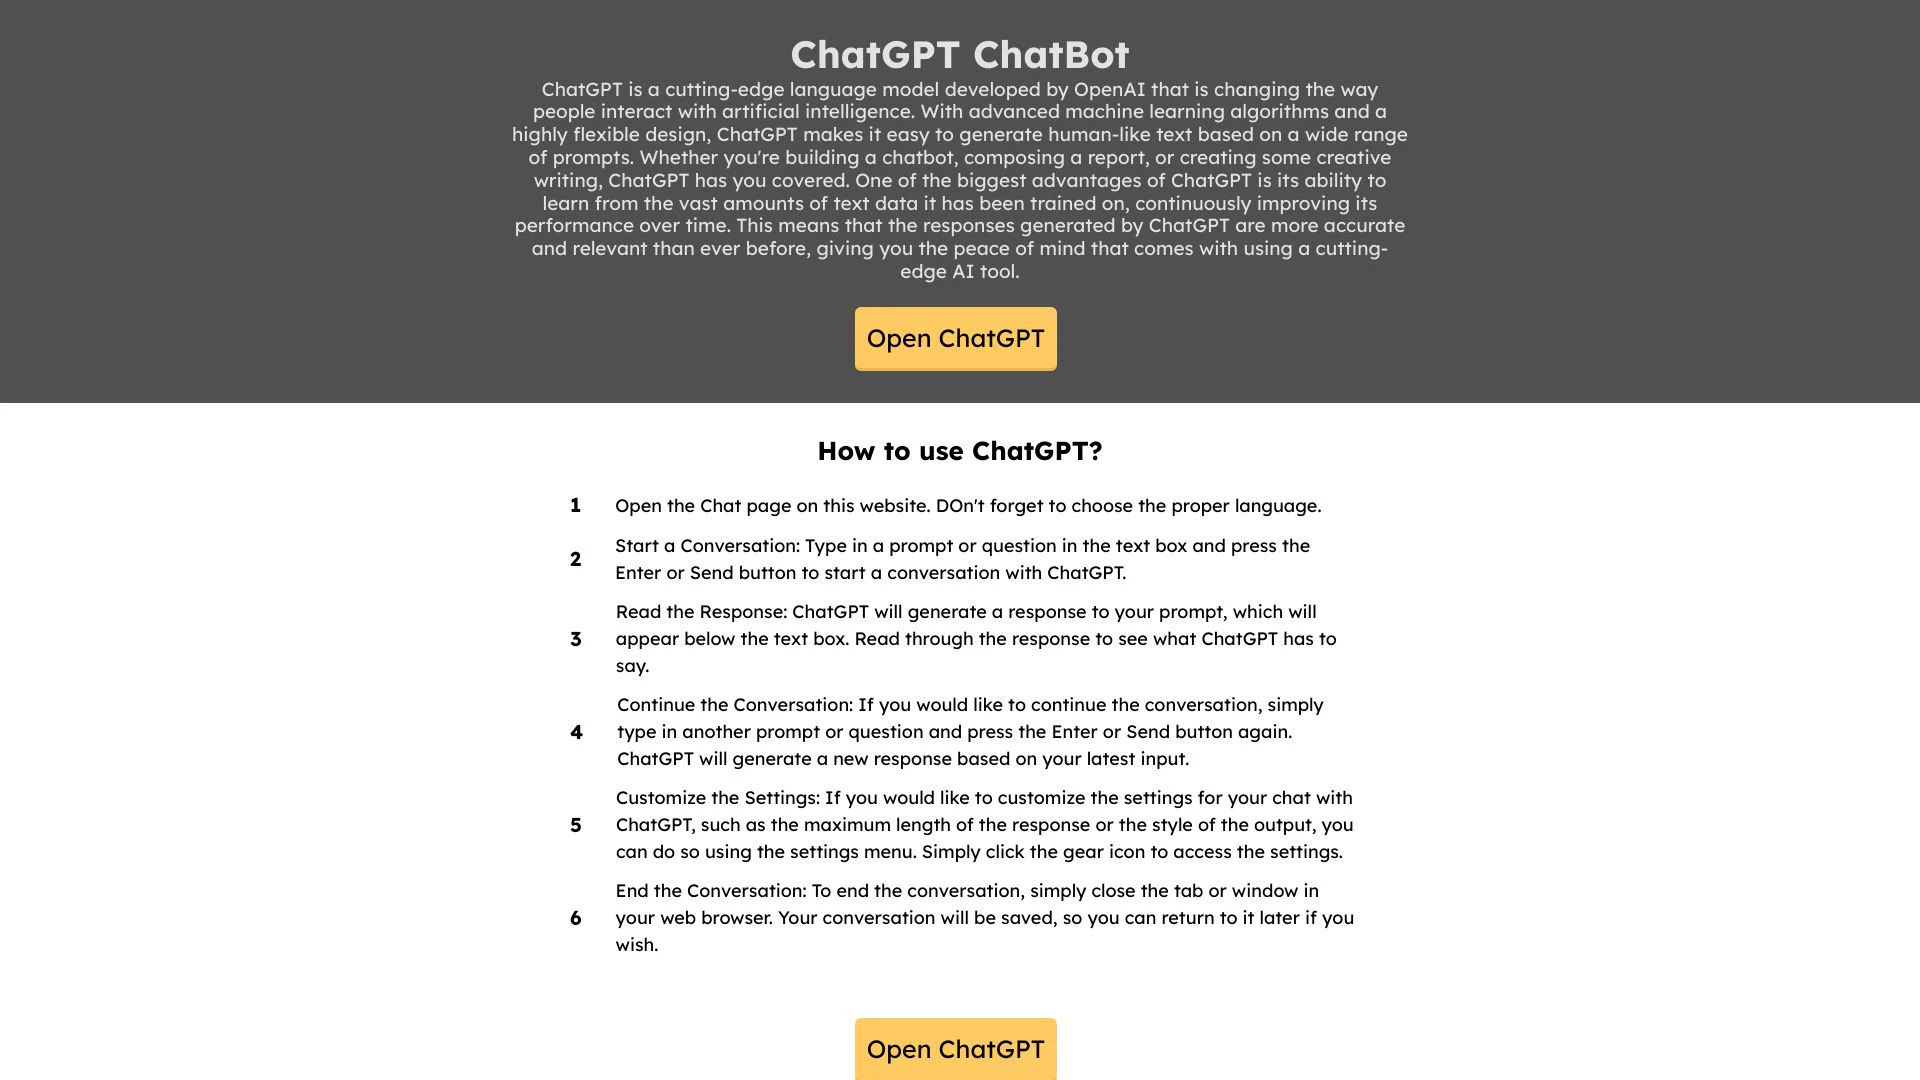 ChatGPT ChatBot
ChatGPT is a cutting-edge language model developed by OpenAI that is changing the way
people interact with artificial intelligence. With advanced machine learning algorithms and a
highly flexible design, ChatGPT makes it easy to generate human-like text based on a wide range
of prompts. Whether you're building a chatbot, composing a report, or creating some creative
writing, ChatGPT has you covered. One of the biggest advantages of ChatGPT is its ability to
learn from the vast amounts of text data it has been trained on, continuously improving its
performance over time. This means that the responses generated by ChatGPT are more accurate
and relevant than ever before, giving you the peace of mind that comes with using a cutting-
edge AI tool.
Open ChatGPT
How to use ChatGPT?
1 Open the Chat page on this website. DOn't forget to choose the proper language.
Start a Conversation: Type in a prompt or question in the text box and press the
2
Enter or Send button to start a conversation with ChatGPT.
Read the Response: ChatGPT will generate a response to your prompt, which will
3 appear below the text box. Read through the response to see what ChatGPT has to
say.
Continue the Conversation: If you would like to continue the conversation, simply
4 type in another prompt or question and press the Enter or Send button again.
ChatGPT will generate a new response based on your latest input.
Customize the Settings: If you would like to customize the settings for your chat with
5 ChatGPT, such as the maximum length of the response or the style of the output, you
can do so using the settings menu. Simply click the gear icon to access the settings.
End the Conversation: To end the conversation, simply close the tab or window in
6 your web browser. Your conversation will be saved, so you can return to it later if you
wish.
Open ChatGPT